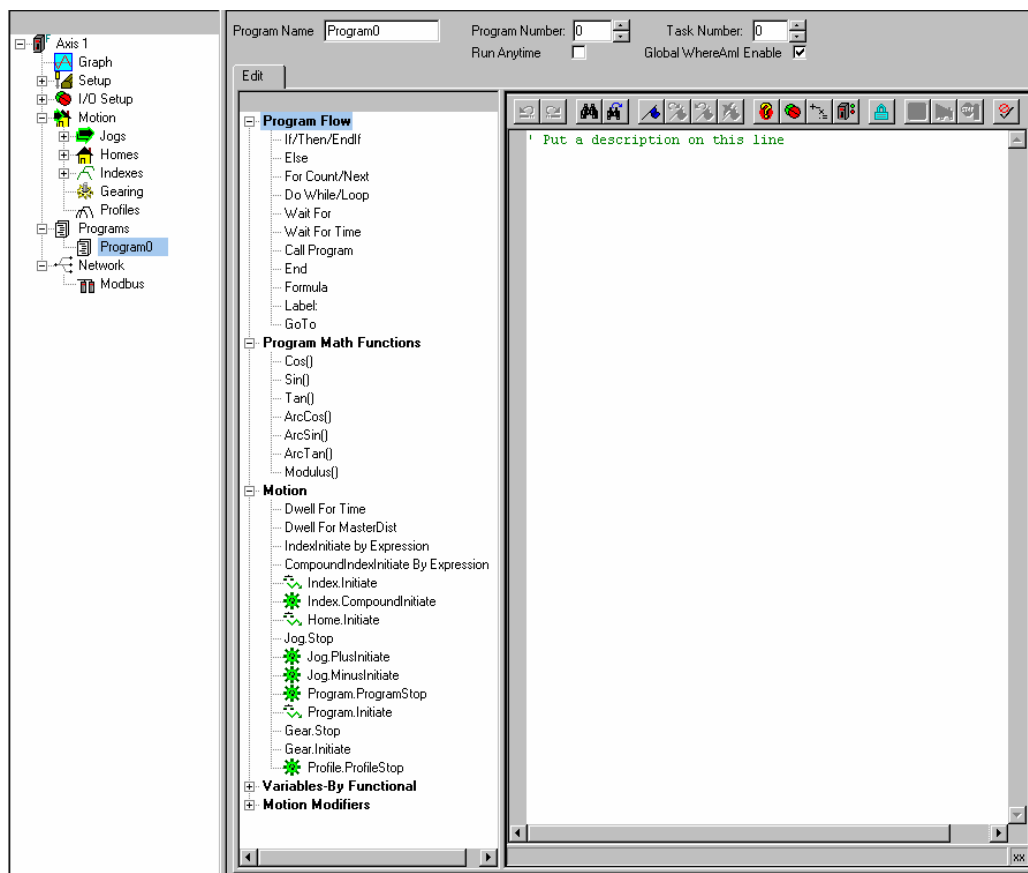 Program Name Program0 Program Number: 0 Task Number: 0
Run Anytime Global WhereAmI Enable
Edit
Axis 1
Graph
Setup
I/O Setup
Motion
Jogs
Homes
Indexes
Gearing
Profiles
Programs
Program0
Network
Modbus
Program Flow
If/Then/Endif
Else
For Count/Next
Do While/Loop
Wait For
Wait For Time
Call Program
End
Formula
Label:
GoTo
Program Math Functions
Cos()
Sin()
Tan()
ArcCos()
ArcSin()
ArcTan()
Modulus()
Motion
Dwell For Time
Dwell For MasterDist
IndexInitiate by Expression
CompoundIndexInitiate By Expression
Index.Initiate
Index.CompoundInitiate
Home.Initiate
Jog.Stop
Jog.PlusInitiate
Jog.MinusInitiate
Program.ProgramStop
Program.Initiate
Gear.Stop
Gear.Initiate
Profile.ProfileStop
Variables-By Functional
Motion Modifiers
' Put a description on this line
xx